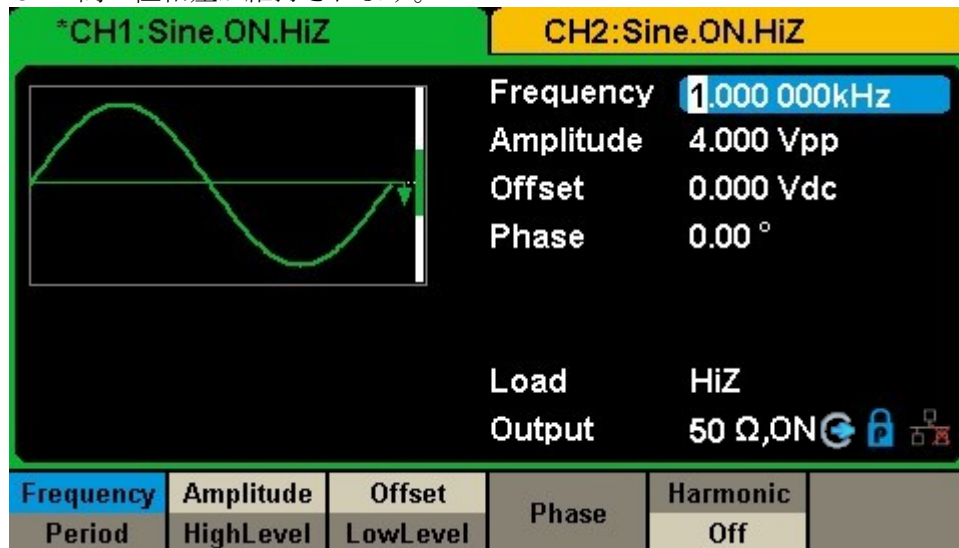 *CH1:Sine.ON.HiZ CH2:Sine.ON.HiZ
Frequency 1.000 000kHz
Amplitude 4.000 Vpp
Offset 0.000 Vdc
Phase 0.00 °
Load HiZ
Output 50 Ω,ON P
Frequency Amplitude Offset Phase Harmonic
Period HighLevel LowLevel Off